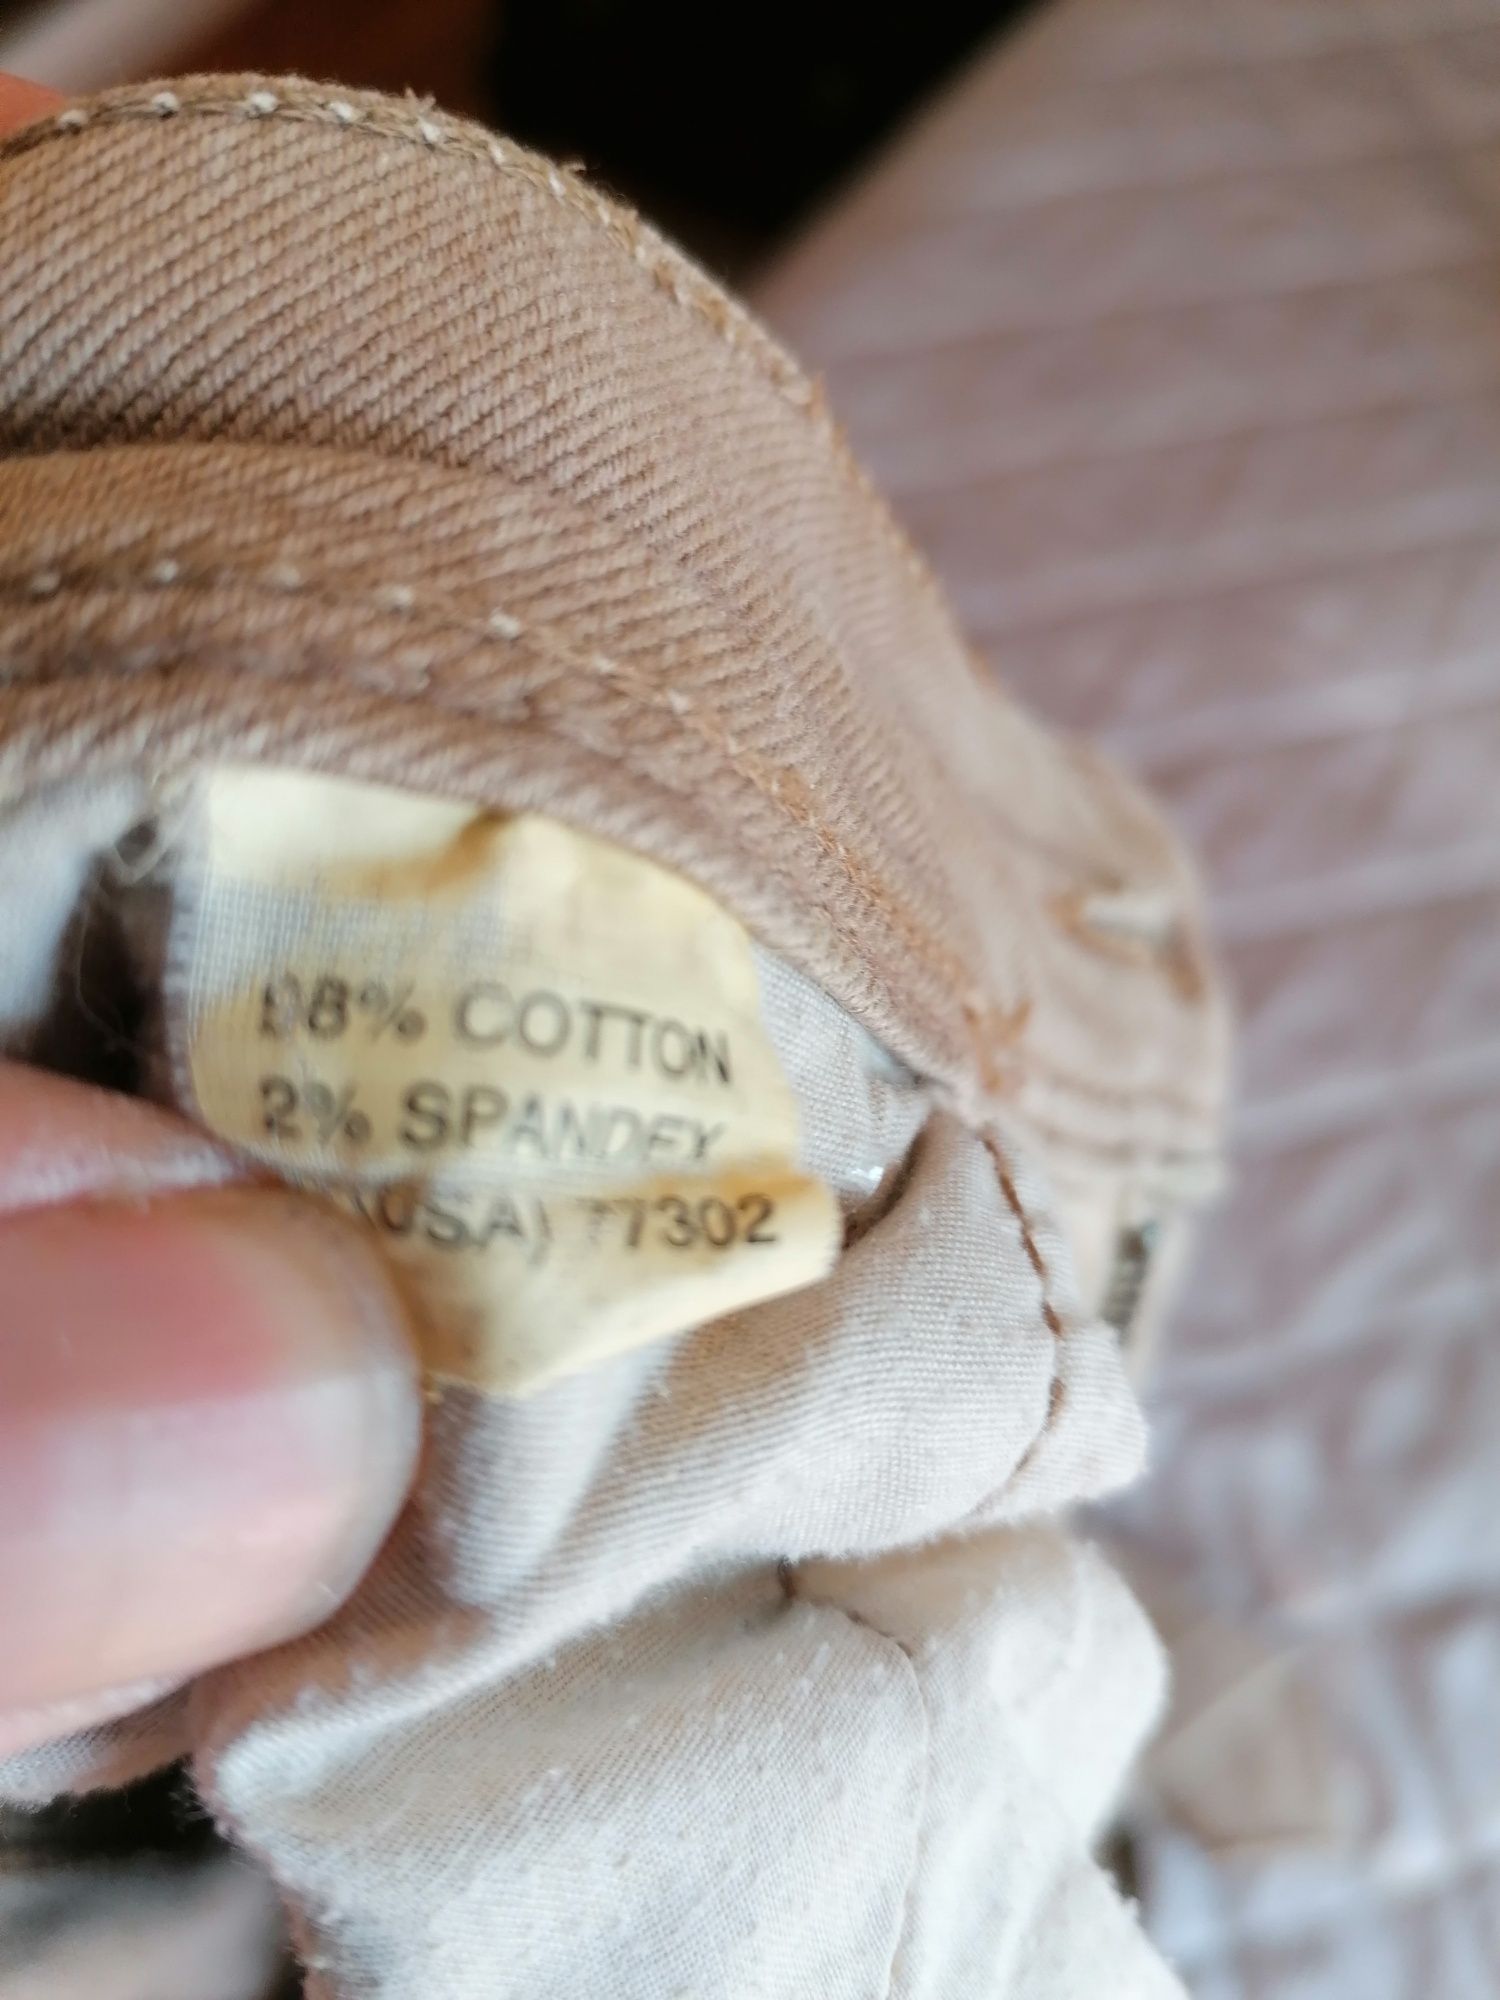 98% COTTON
2% SPANDEX
(USA) 77302